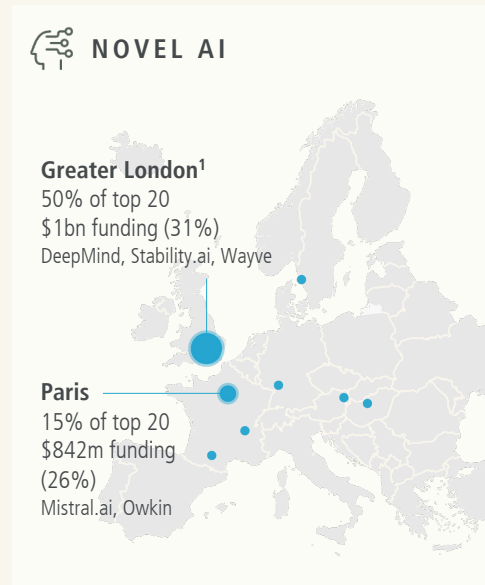 NOVEL AI
Greater London1
50% of top 20
$1bn funding (31%)
DeepMind, Stability.ai, Wayve
Paris
15% of top 20
$842m funding
(26%)
Mistral.ai, Owkin